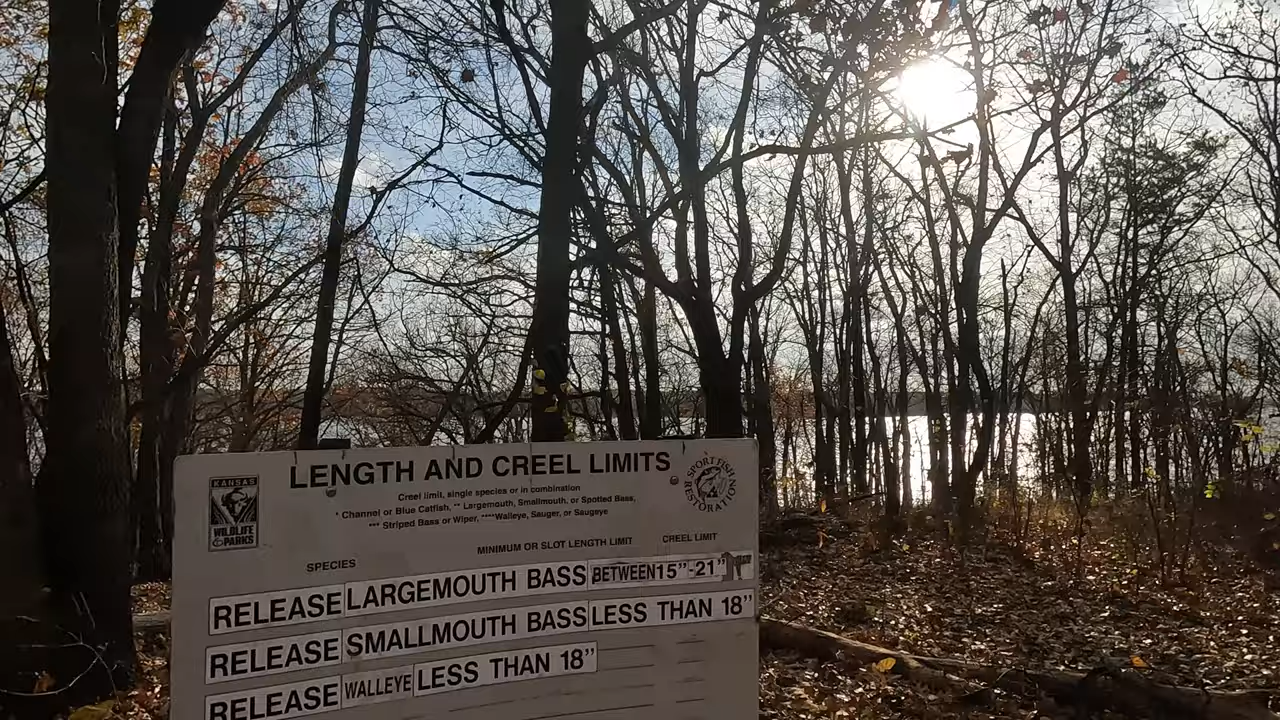 LENGTH AND CREEL LIMITS
KANSAS
WILDLIFE
&PARKS
SPORT FISH
RESTORATION
Creel limit, single species or in combination
* Channel or Blue Catfish, ** Largemouth, Smallmouth, or Spotted Bass,
*** Striped Bass or Wiper, ****Walleye, Sauger, or Saugeye
SPECIES MINIMUM OR SLOT LENGTH LIMIT CREEL LIMIT
RELEASE LARGEMOUTH BASS BETWEEN 15”-21”
RELEASE SMALLMOUTH BASS LESS THAN 18”
RELEASE WALLEYE LESS THAN 18”